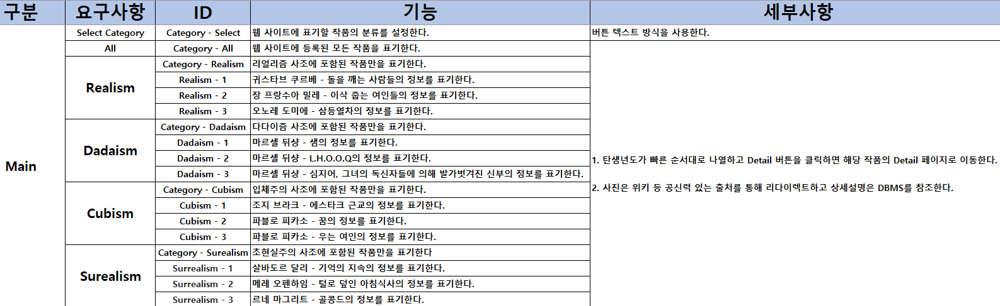 구분 요구사항 ID 기능 세부사항
Select Category Category - Select 웹 사이트에 표기할 작품의 분류를 설정한다. 버튼 텍스트 방식을 사용한다.
All Category - All 웹 사이트에 등록된 모든 작품을 표기한다.
Category - Realism 리얼리즘 사조에 포함된 작품만을 표기한다.
Realism - 1 귀스타브 쿠르베 - 돌을 깨는 사람들의 정보를 표기한다.
Realism
Realism - 2 장 프랑수아 밀레 - 이삭 줍는 여인들의 정보를 표기한다.
Realism - 3 오노레 도미에 - 삼등열차의 정보를 표기한다.
Category - Dadaism 다다이즘 사조에 포함된 작품만을 표기한다.
Dadaism - 1 마르셀 뒤샹 - 샘의 정보를 표기한다.
Dadaism
Dadaism - 2 마르셀 뒤샹 - L.H.O.O.Q의 정보를 표기한다.
1. 탄생년도가 빠른 순서대로 나열하고 Detail 버튼을 클릭하면 해당 작품의 Detail 페이지로 이동한다.
Main
Dadaism - 3 마르셀 뒤샹 - 심지어, 그녀의 독신자들에 의해 발가벗겨진 신부의 정보를 표기한다.
2. 사진은 위키 등 공신력 있는 출처를 통해 리다이렉트하고 상세설명은 DBMS를 참조한다.
Category - Cubism 입체주의 사조에 포함된 작품만을 표기한다.
Cubism - 1 조지 브라크 - 에스타크 근교의 정보를 표기한다.
Cubism
Cubism - 2 파블로 피카소 - 꿈의 정보를 표기한다.
Cubism - 3 파블로 피카소 - 우는 여인의 정보를 표기한다.
Category - Surealism 초현실주의 사조에 포함된 작품만을 표기한다
Surrealism - 1 살바도르 달리 - 기억의 지속의 정보를 표기한다.
Surealism
Surrealism - 2 메레 오펜하임 - 털로 덮인 아침식사의 정보를 표기한다.
Surrealism - 3 르네 마그리트 - 골콩드의 정보를 표기한다.